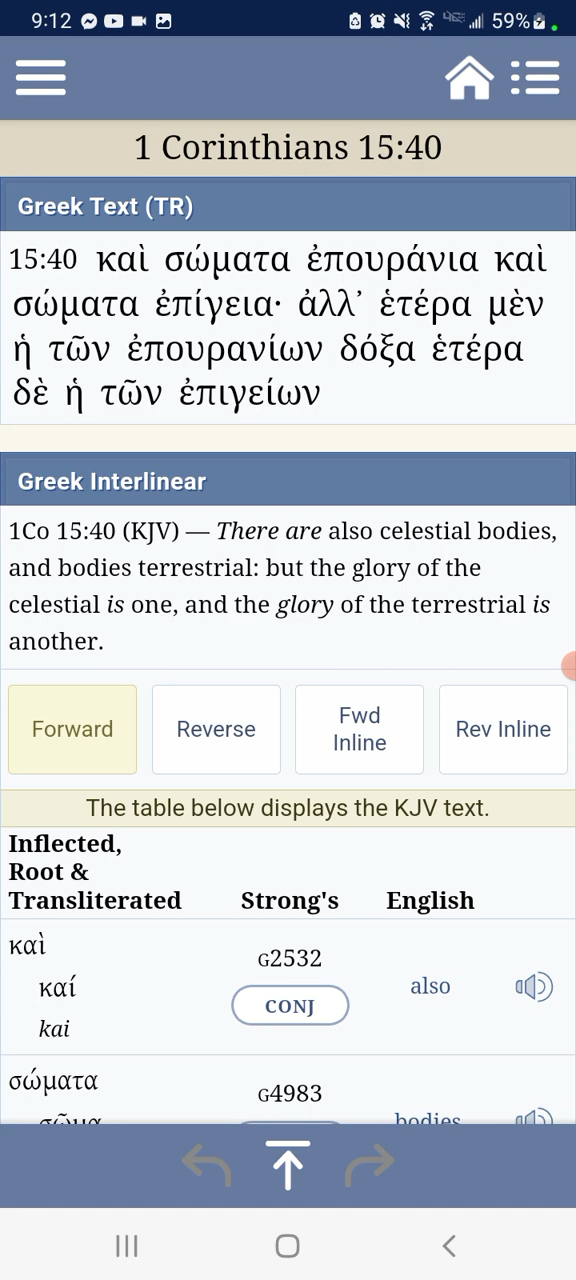 9:12
59%
1 Corinthians 15:40
Greek Text (TR)
15:40 καὶ σώματα ἐπουράνια καὶ
σώματα ἐπίγεια· ἀλλ᾽ ἑτέρα μὲν
ἡ τῶν ἐπουρανίων δόξα ἑτέρα
δὲ ἡ τῶν ἐπιγείων
Greek Interlinear
1Co 15:40 (KJV) — There are also celestial bodies,
and bodies terrestrial: but the glory of the
celestial is one, and the glory of the terrestrial is
another.
Forward
Reverse
Fwd
Inline
Rev Inline
The table below displays the KJV text.
Inflected,
Root &
Transliterated
Strong's
English
καὶ
καί
kai
G2532
CONJ
also
σώματα
σῶμα
G4983
bodies